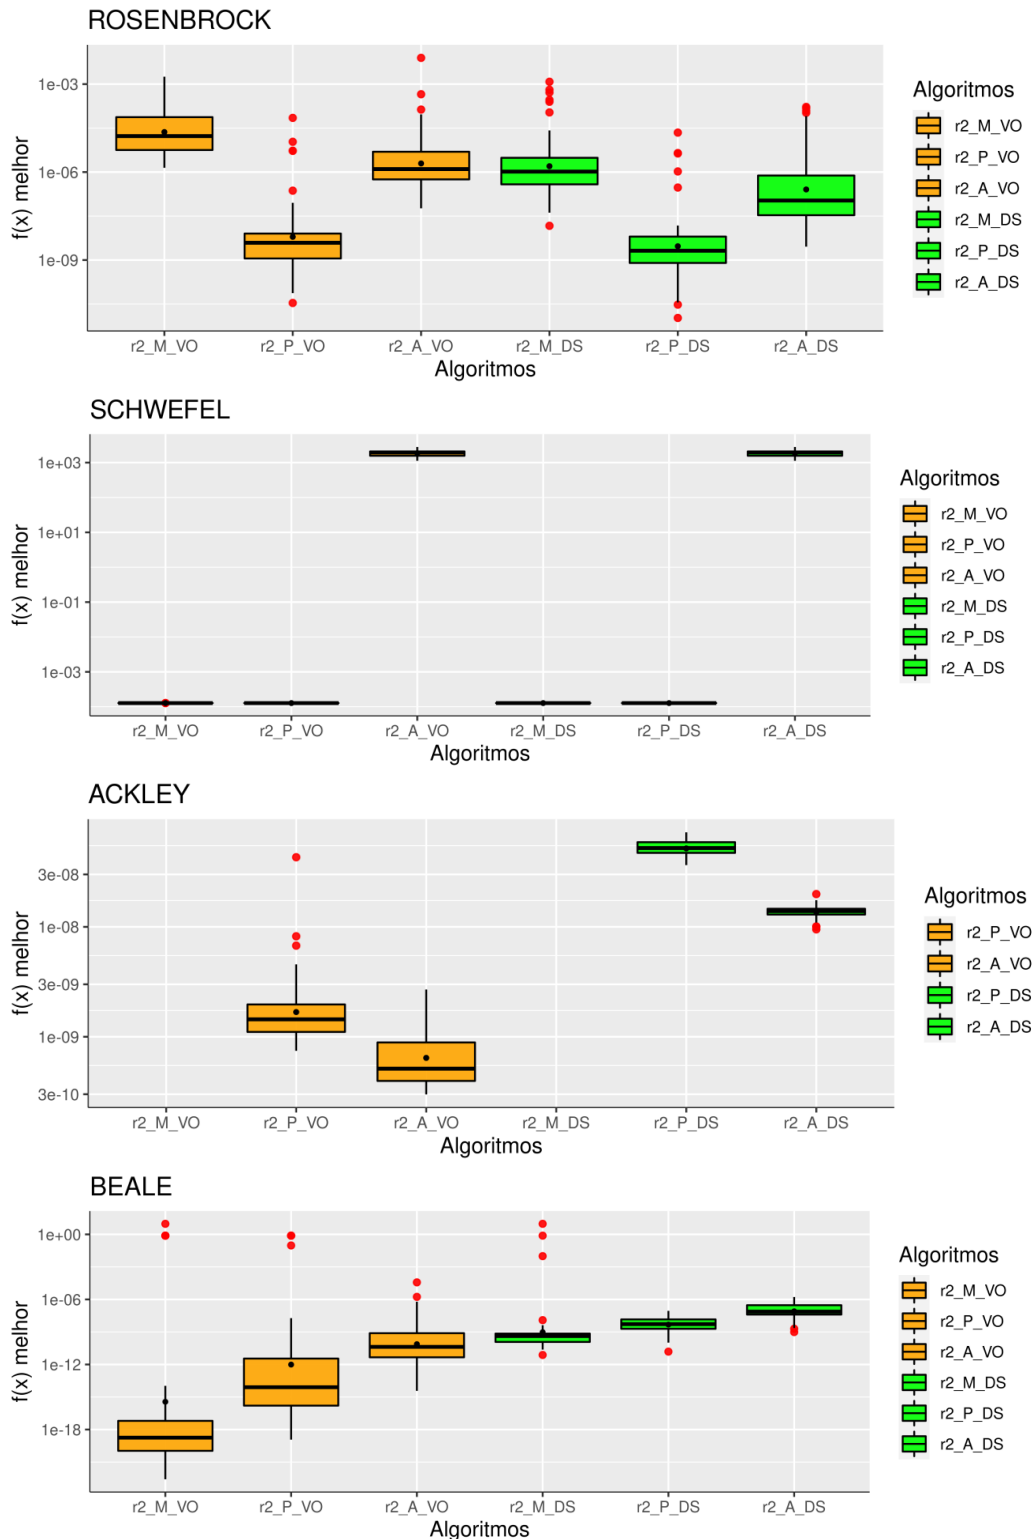 ROSENBROCK
f(x) melhor
1e-03
1e-06
1e-09
r2_M_VO r2_P_VO r2_A_VO r2_M_DS r2_P_DS r2_A_DS
Algoritmos
Algoritmos
r2_M_VO
r2_P_VO
r2_A_VO
r2_M_DS
r2_P_DS
r2_A_DS
SCHWEFEL
f(x) melhor
1e+03
1e+01
1e-01
1e-03
r2_M_VO r2_P_VO r2_A_VO r2_M_DS r2_P_DS r2_A_DS
Algoritmos
Algoritmos
r2_M_VO
r2_P_VO
r2_A_VO
r2_M_DS
r2_P_DS
r2_A_DS
ACKLEY
f(x) melhor
3e-08
1e-08
3e-09
1e-09
3e-10
r2_M_VO r2_P_VO r2_A_VO r2_M_DS r2_P_DS r2_A_DS
Algoritmos
Algoritmos
r2_P_VO
r2_A_VO
r2_P_DS
r2_A_DS
BEALE
f(x) melhor
1e+00
1e-06
1e-12
1e-18
r2_M_VO r2_P_VO r2_A_VO r2_M_DS r2_P_DS r2_A_DS
Algoritmos
Algoritmos
r2_M_VO
r2_P_VO
r2_A_VO
r2_M_DS
r2_P_DS
r2_A_DS